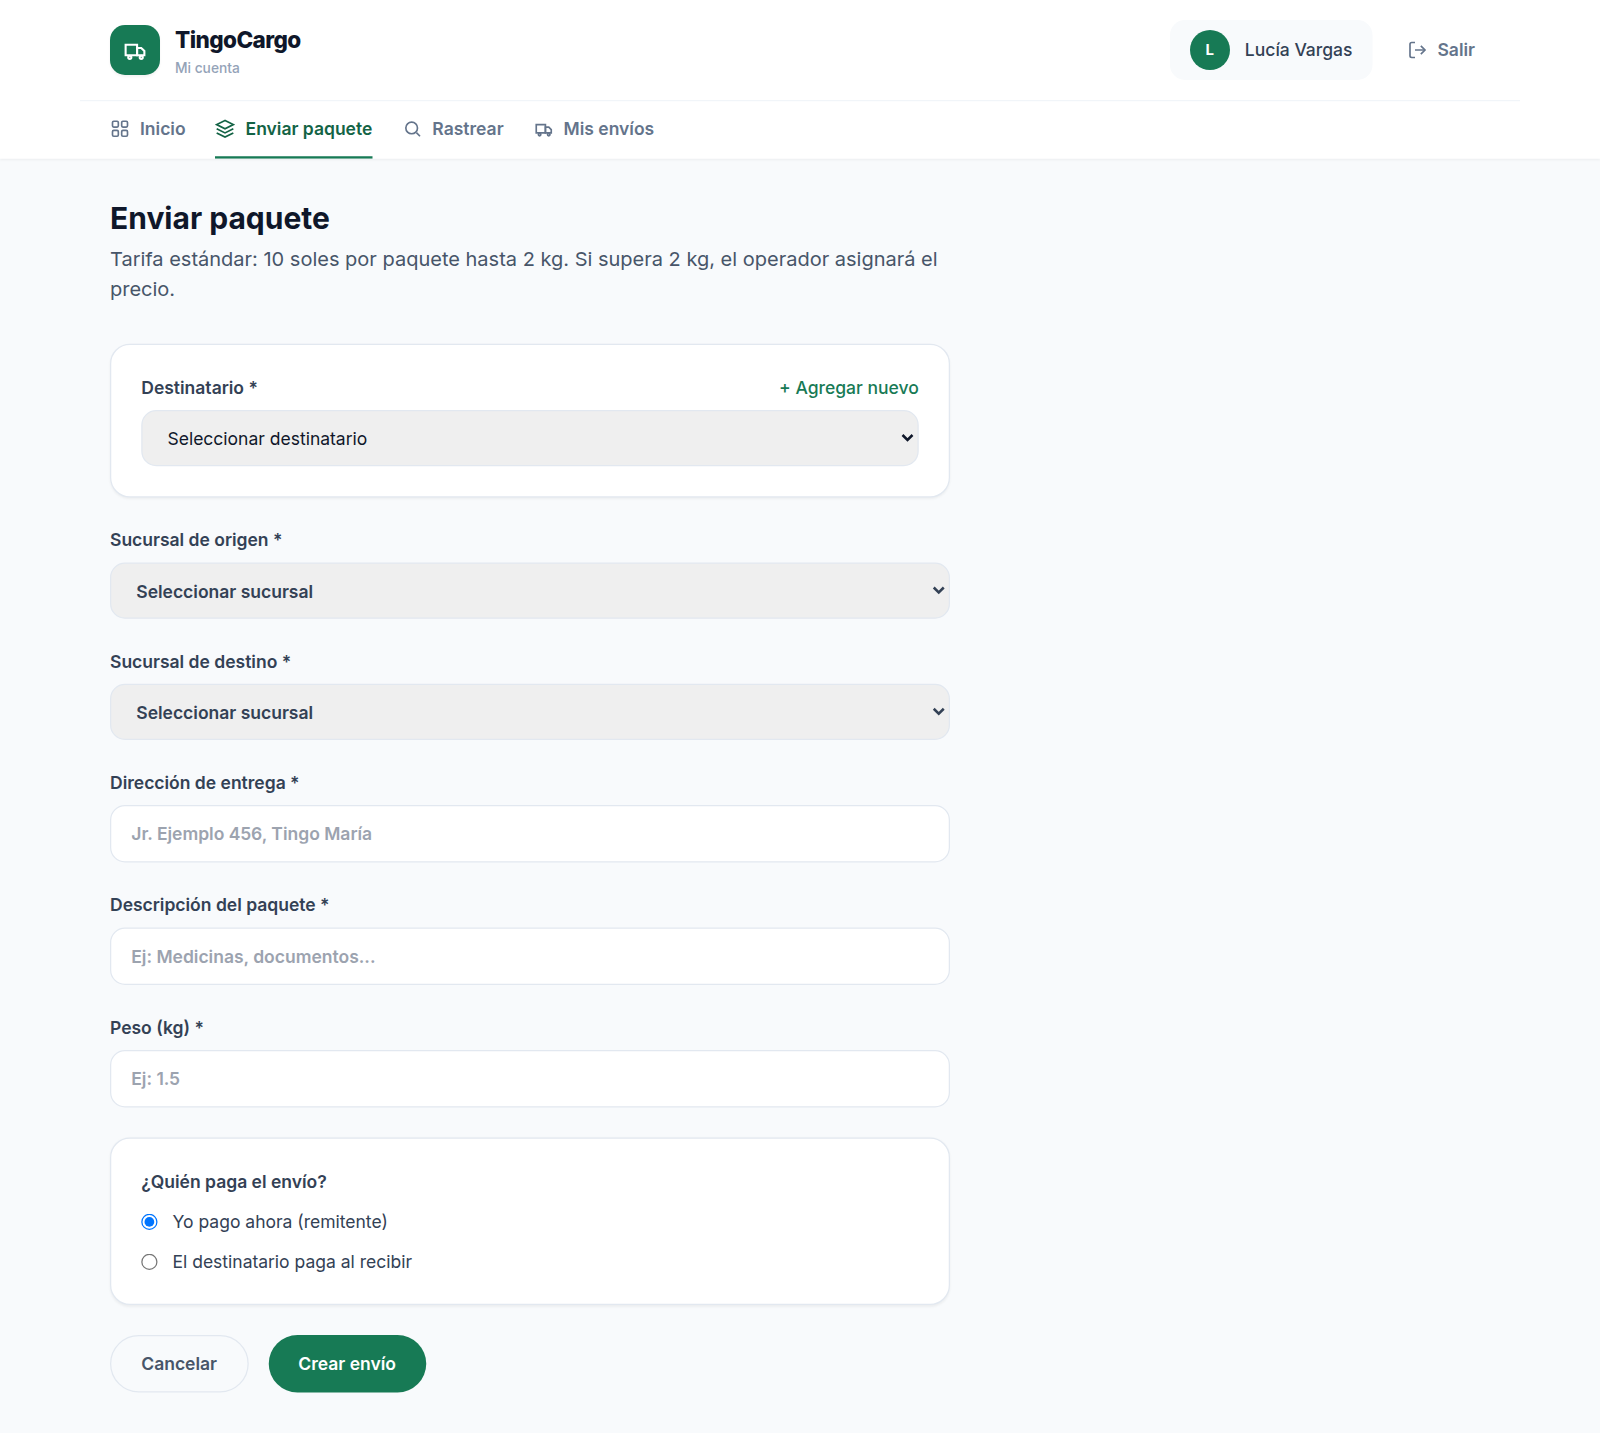 TingoCargo
Mi cuenta
L
Lucía Vargas
Salir
Inicio
Enviar paquete
Rastrear
Mis envíos
Enviar paquete
Tarifa estándar: 10 soles por paquete hasta 2 kg. Si supera 2 kg, el operador asignará el
precio.
Destinatario *
+ Agregar nuevo
Seleccionar destinatario
Sucursal de origen *
Seleccionar sucursal
Sucursal de destino *
Seleccionar sucursal
Dirección de entrega *
Jr. Ejemplo 456, Tingo María
Descripción del paquete *
Ej: Medicinas, documentos...
Peso (kg) *
Ej: 1.5
¿Quién paga el envío?
Yo pago ahora (remitente)
El destinatario paga al recibir
Cancelar
Crear envío